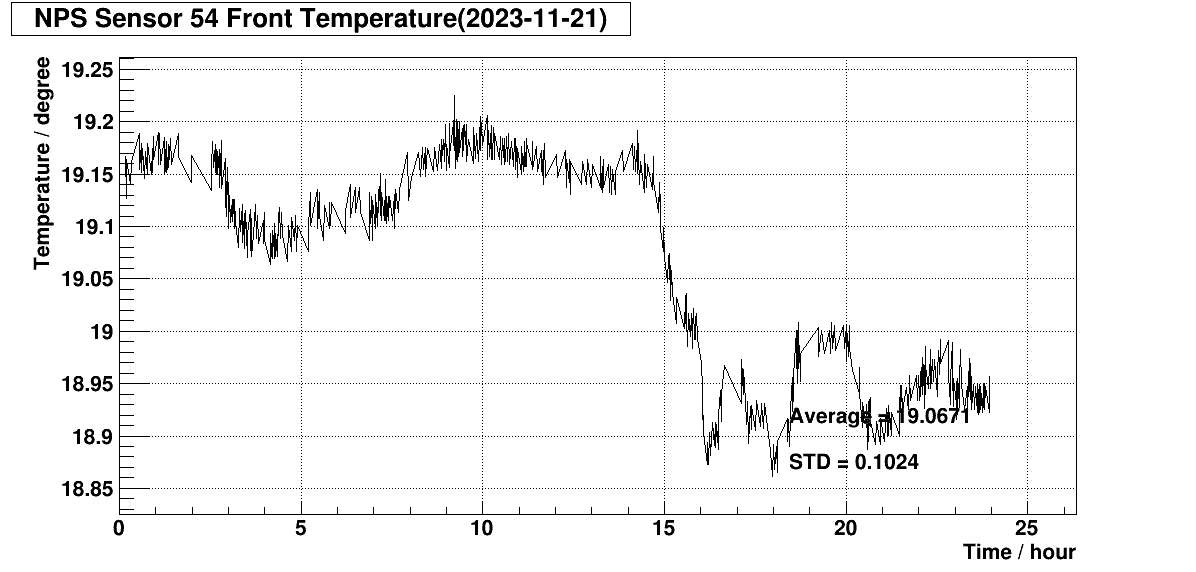 NPS Sensor 54 Front Temperature(2023-11-21)
Temperature / degree
19.25
19.2
19.15
19.1
19.05
19
18.95
18.9
18.85
Average = 19.0671
STD = 0.1024
0 5 10 15 20 25
Time / hour